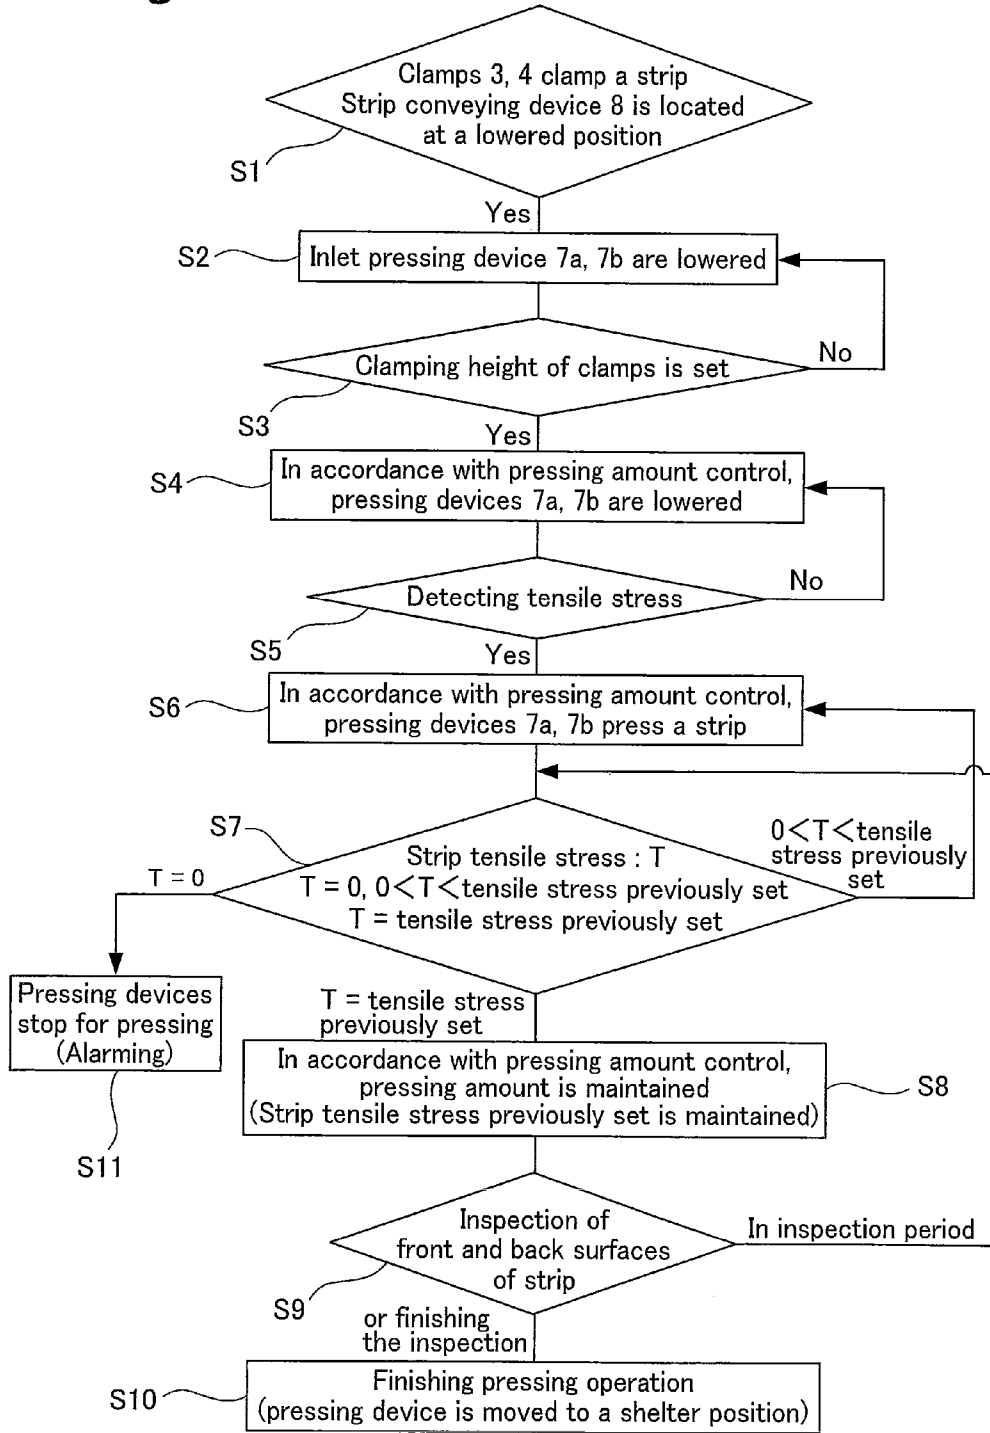 Clamps 3, 4 clamp a strip
Strip conveying device 8 is located
at a lowered position
S1
Yes
S2
Inlet pressing device 7a, 7b are lowered
Clamping height of clamps is set
No
S3
Yes
S4
In accordance with pressing amount control,
pressing devices 7a, 7b are lowered
Detecting tensile stress
No
S5
Yes
S6
In accordance with pressing amount control,
pressing devices 7a, 7b press a strip
S7
0<T<tensile
stress previously
set
Strip tensile stress : T
T = 0, 0<T<tensile stress previously set
T = tensile stress previously set
T = 0
Pressing devices
stop for pressing
(Alarming)
S11
T = tensile stress
previously set
In accordance with pressing amount control,
pressing amount is maintained
(Strip tensile stress previously set is maintained)
S8
Inspection of
front and back surfaces
of strip
In inspection period
S9
or finishing
the inspection
S10
Finishing pressing operation
(pressing device is moved to a shelter position)